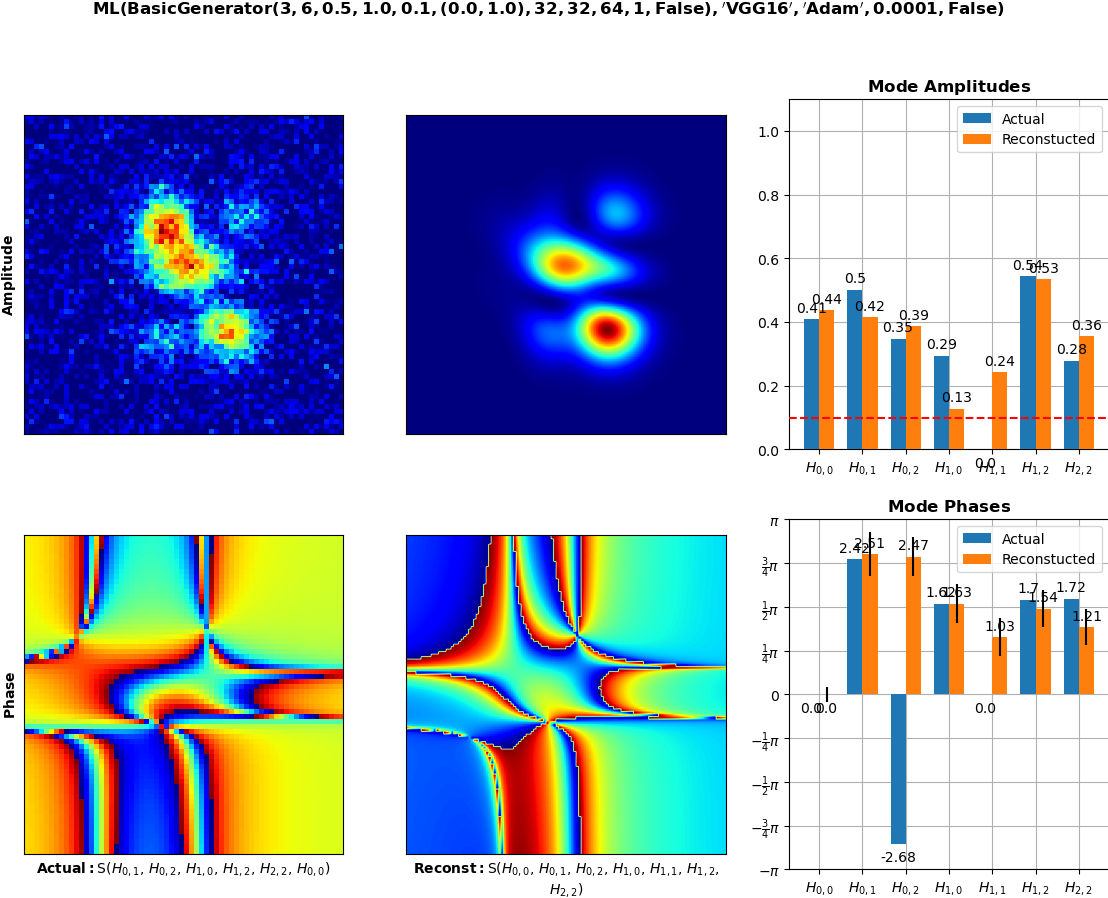 ML(BasicGenerator(3, 6, 0.5, 1.0, 0.1, (0.0, 1.0), 32, 32, 64, 1, False), ′VGG16′, ′Adam′, 0.0001, False)
Amplitude
Mode Amplitudes
Actual
Reconstucted
1.0
0.8
0.6
0.4
0.2
0.0
0.41
0.44
0.5
0.42
0.35
0.39
0.29
0.13
0.0
0.24
0.54
0.53
0.28
0.36
H0,0 H0,1 H0,2 H1,0 H1,1 H1,2 H2,2
Phase
Actual: S(H0,1, H0,2, H1,0, H1,2, H2,2, H0,0)
Reconst: S(H0,0, H0,1, H0,2, H1,0, H1,1, H1,2,
H2,2)
Mode Phases
Actual
Reconstucted
π
3/4π
1/2π
1/4π
0
−1/4π
−1/2π
−3/4π
−π
0.0
0.0
2.51
-2.68
2.47
1.63
0.0
1.03
1.7
1.54
1.72
1.21
H0,0 H0,1 H0,2 H1,0 H1,1 H1,2 H2,2